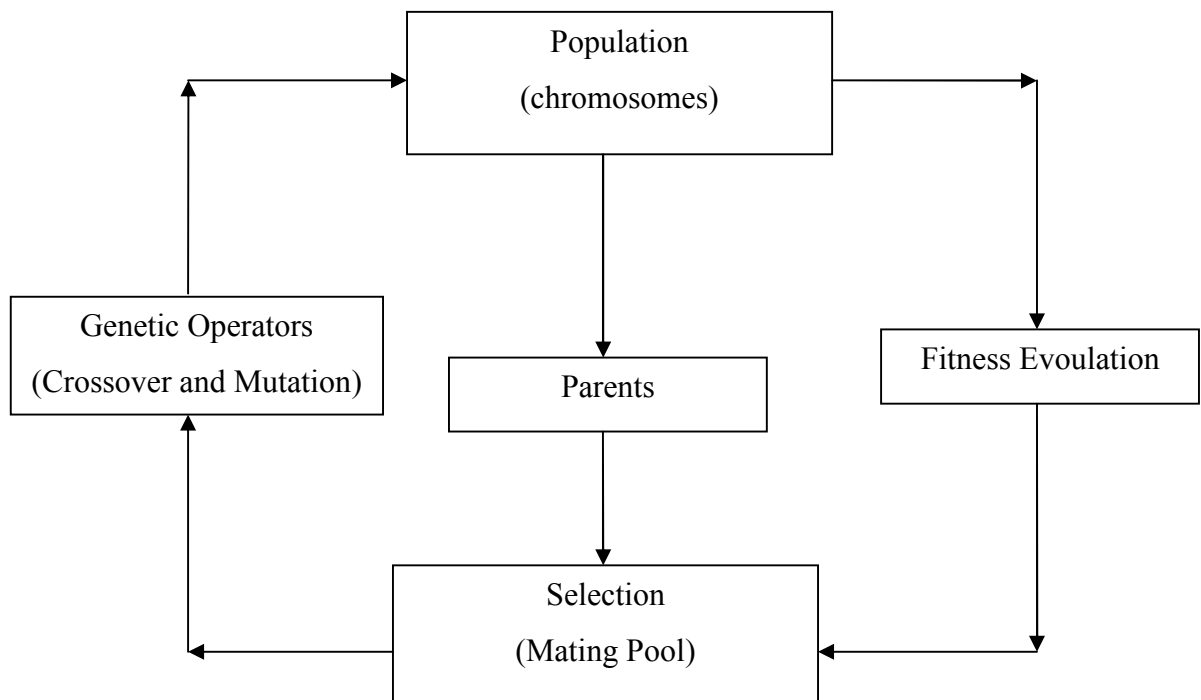 Population
(chromosomes)
Genetic Operators
(Crossover and Mutation)
Parents
Fitness Evoulation
Selection
(Mating Pool)